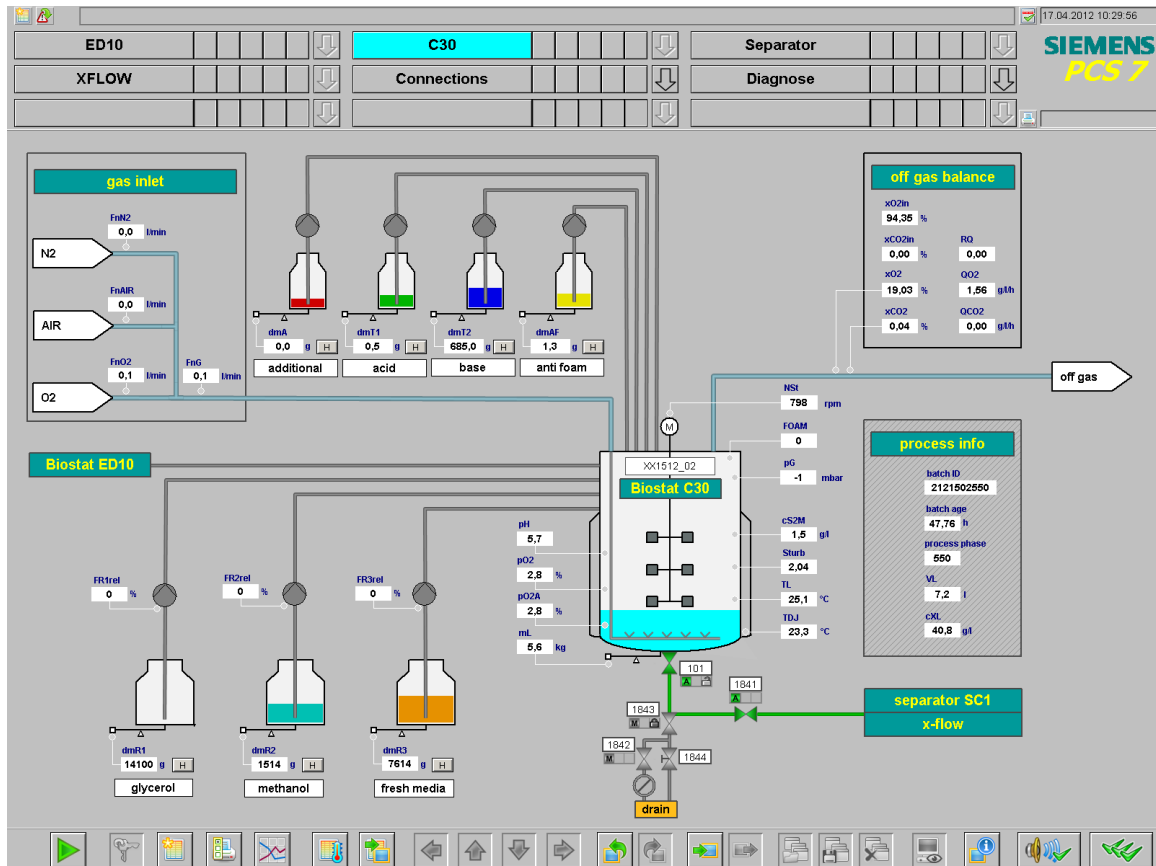 17.04.2012 10:29:56
ED10
C30
Separator
SIEMENS
PCS 7
XFLOW
Connections
Diagnose
gas inlet
FnN2
0,0 l/min
N2
FnAIR
0,0 l/min
AIR
FnO2
0,1 l/min
FnG
0,1 l/min
O2
dmA
0,0 g H
additional
dmT1
0,5 g H
acid
dmT2
685,0 g H
base
dmAF
1,3 g H
anti foam
off gas balance
xO2in
94,35 %
xCO2in
0,00 %
RQ
0,00
xO2
19,03 %
QO2
1,56 g/l/h
xCO2
0,04 %
QCO2
0,00 g/l/h
off gas
NSt
798 rpm
M
FOAM
0
pG
-1 mbar
cS2M
1,5 g/l
Sturb
2,04
TL
25,1 °C
TDJ
23,3 °C
XX1512_02
Biostat C30
pH
5,7
pO2
2,8 %
pO2A
2,8 %
mL
5,6 kg
process info
batch ID
2121502550
batch age
47,76 h
process phase
550
VL
7,2 l
cXL
40,8 g/l
Biostat ED10
FR1rel
0 %
FR2rel
0 %
FR3rel
0 %
dmR1
14100 g H
glycerol
dmR2
1514 g H
methanol
dmR3
7614 g H
fresh media
101
A
1841
A
1843
M
1842
M
1844
drain
separator SC1
x-flow